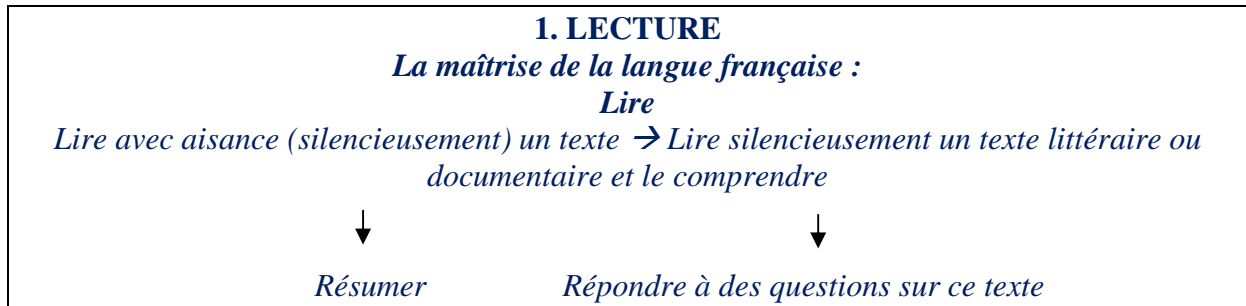 1. LECTURE
La maîtrise de la langue française :
Lire
Lire avec aisance (silencieusement) un texte → Lire silencieusement un texte littéraire ou
documentaire et le comprendre
Résumer Répondre à des questions sur ce texte